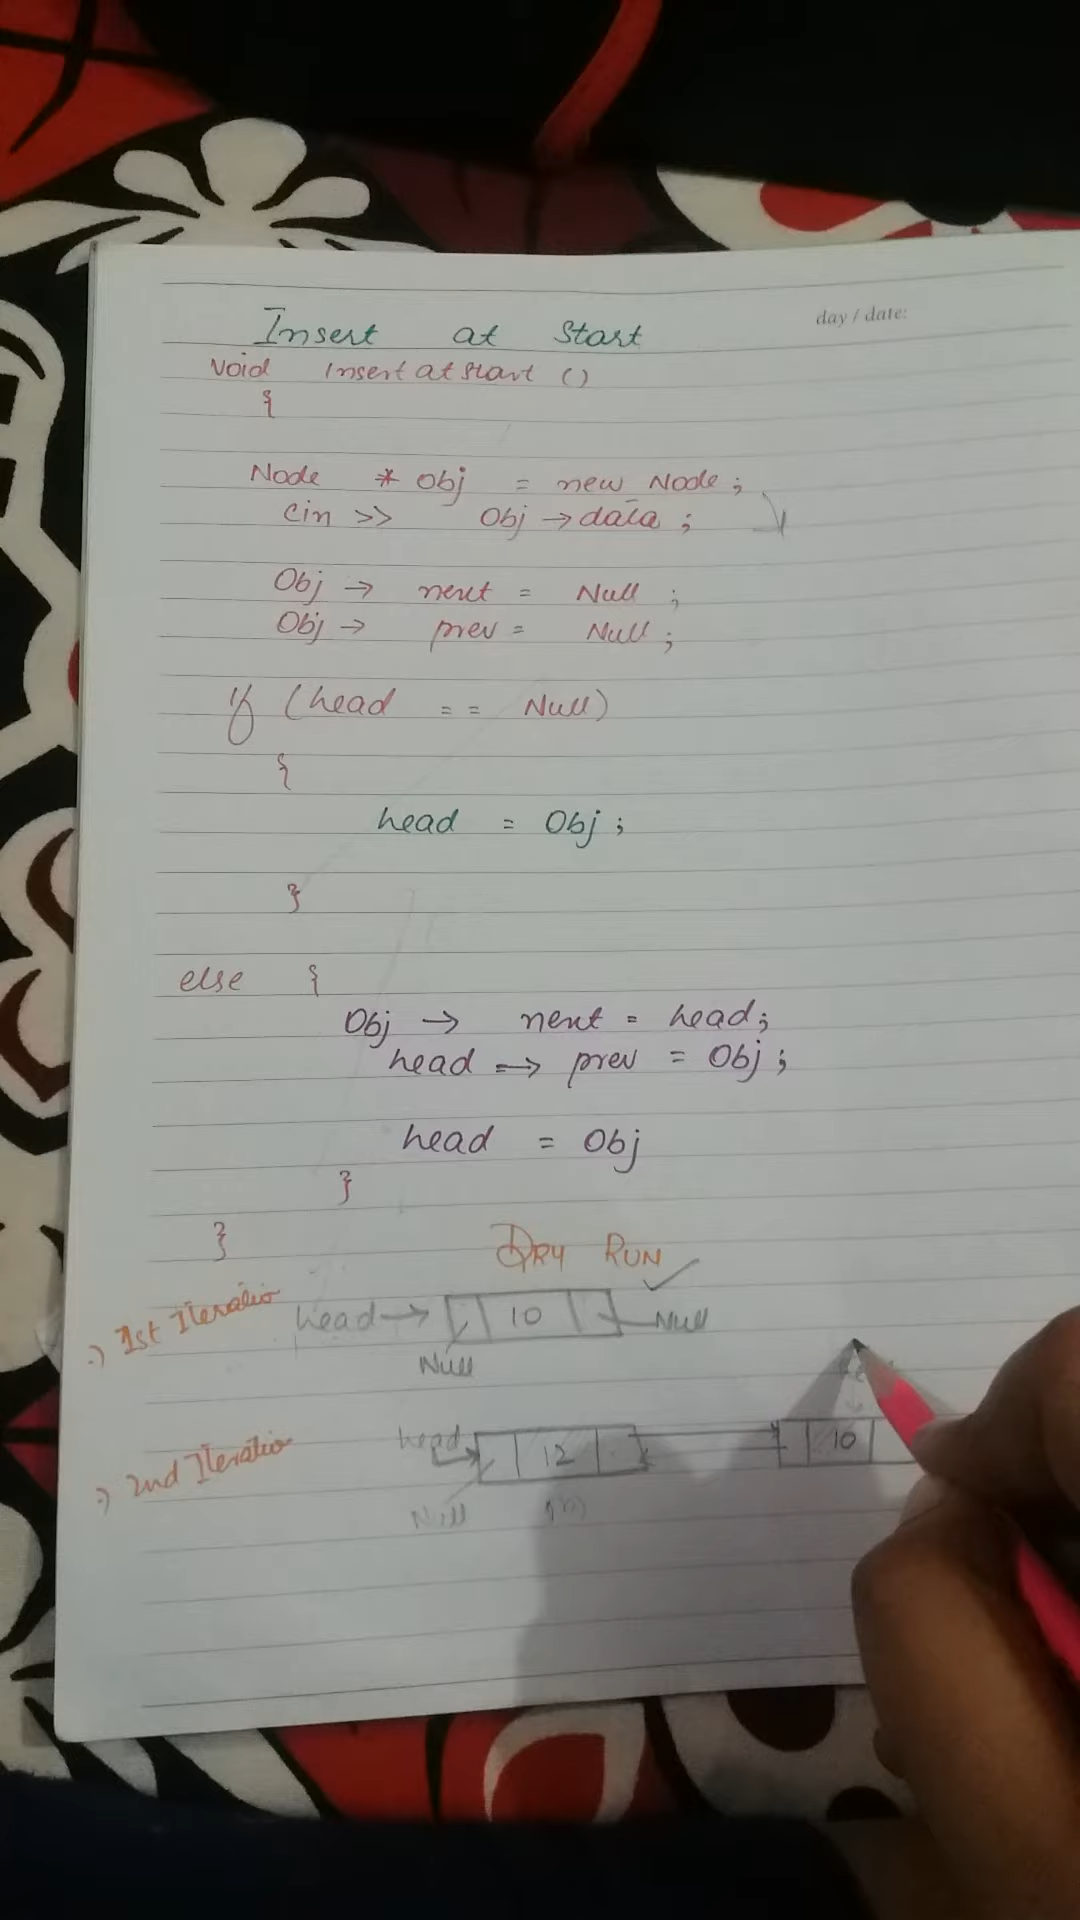 day / date:
Insert at Start
Void Insert at Start ()
{
Node * Obj = new Node ;
Cin >> Obj → data ;
Obj → next = Null ;
Obj → prev = Null ;
If (head == Null)
{
head = Obj ;
}
else {
Obj → next = head ;
head → prev = Obj ;
head = Obj
}
}
DRY RUN
:) 1st Iteratio head → 10 Null
Null
:) 2nd Iteratio head 12 10
Null